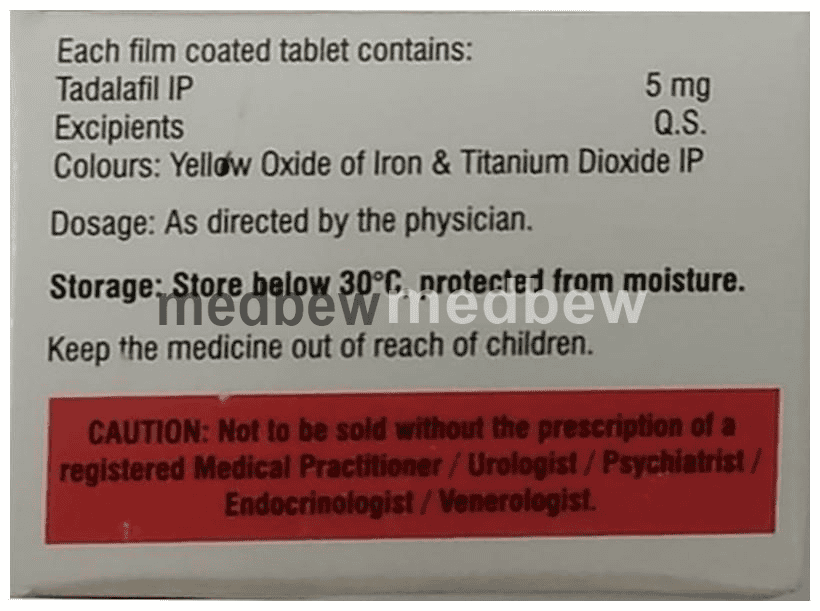 Each film coated tablet contains:
Tadalafil IP 5 mg
Excipients Q.S.
Colours: Yellow Oxide of Iron & Titanium Dioxide IP
Dosage: As directed by the physician.
Storage: Store below 30°C, protected from moisture.
medbew medbew
Keep the medicine out of reach of children.
CAUTION: Not to be sold without the prescription of a
registered Medical Practitioner / Urologist / Psychiatrist /
Endocrinologist / Venerologist.